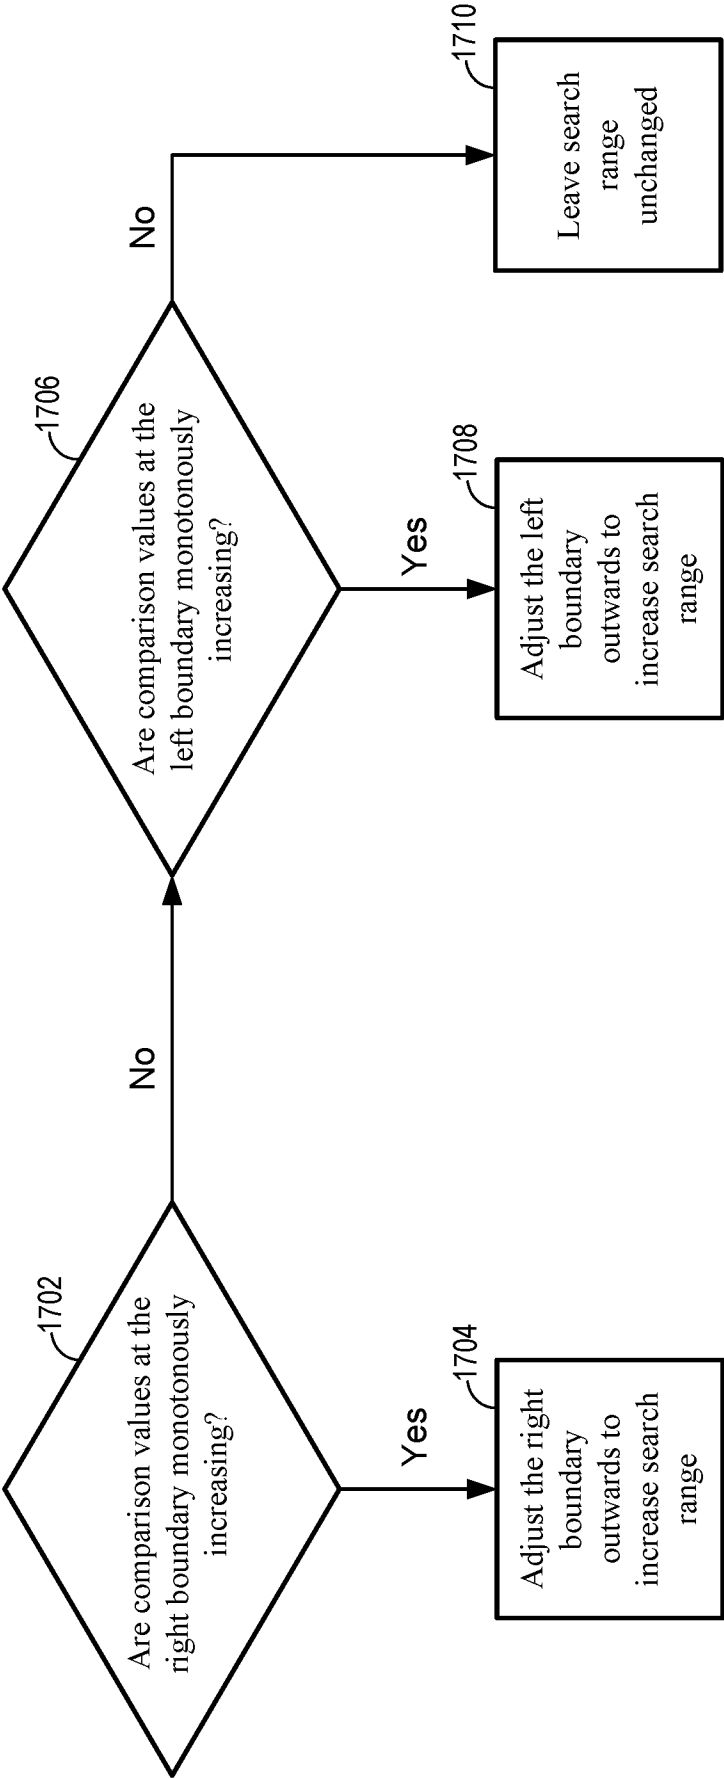 1702
Are comparison values at the
right boundary monotonously
increasing?
No
Yes
1704
Adjust the right
boundary
outwards to
increase search
range
1706
Are comparison values at the
left boundary monotonously
increasing?
No
Yes
1708
Adjust the left
boundary
outwards to
increase search
range
1710
Leave search
range
unchanged